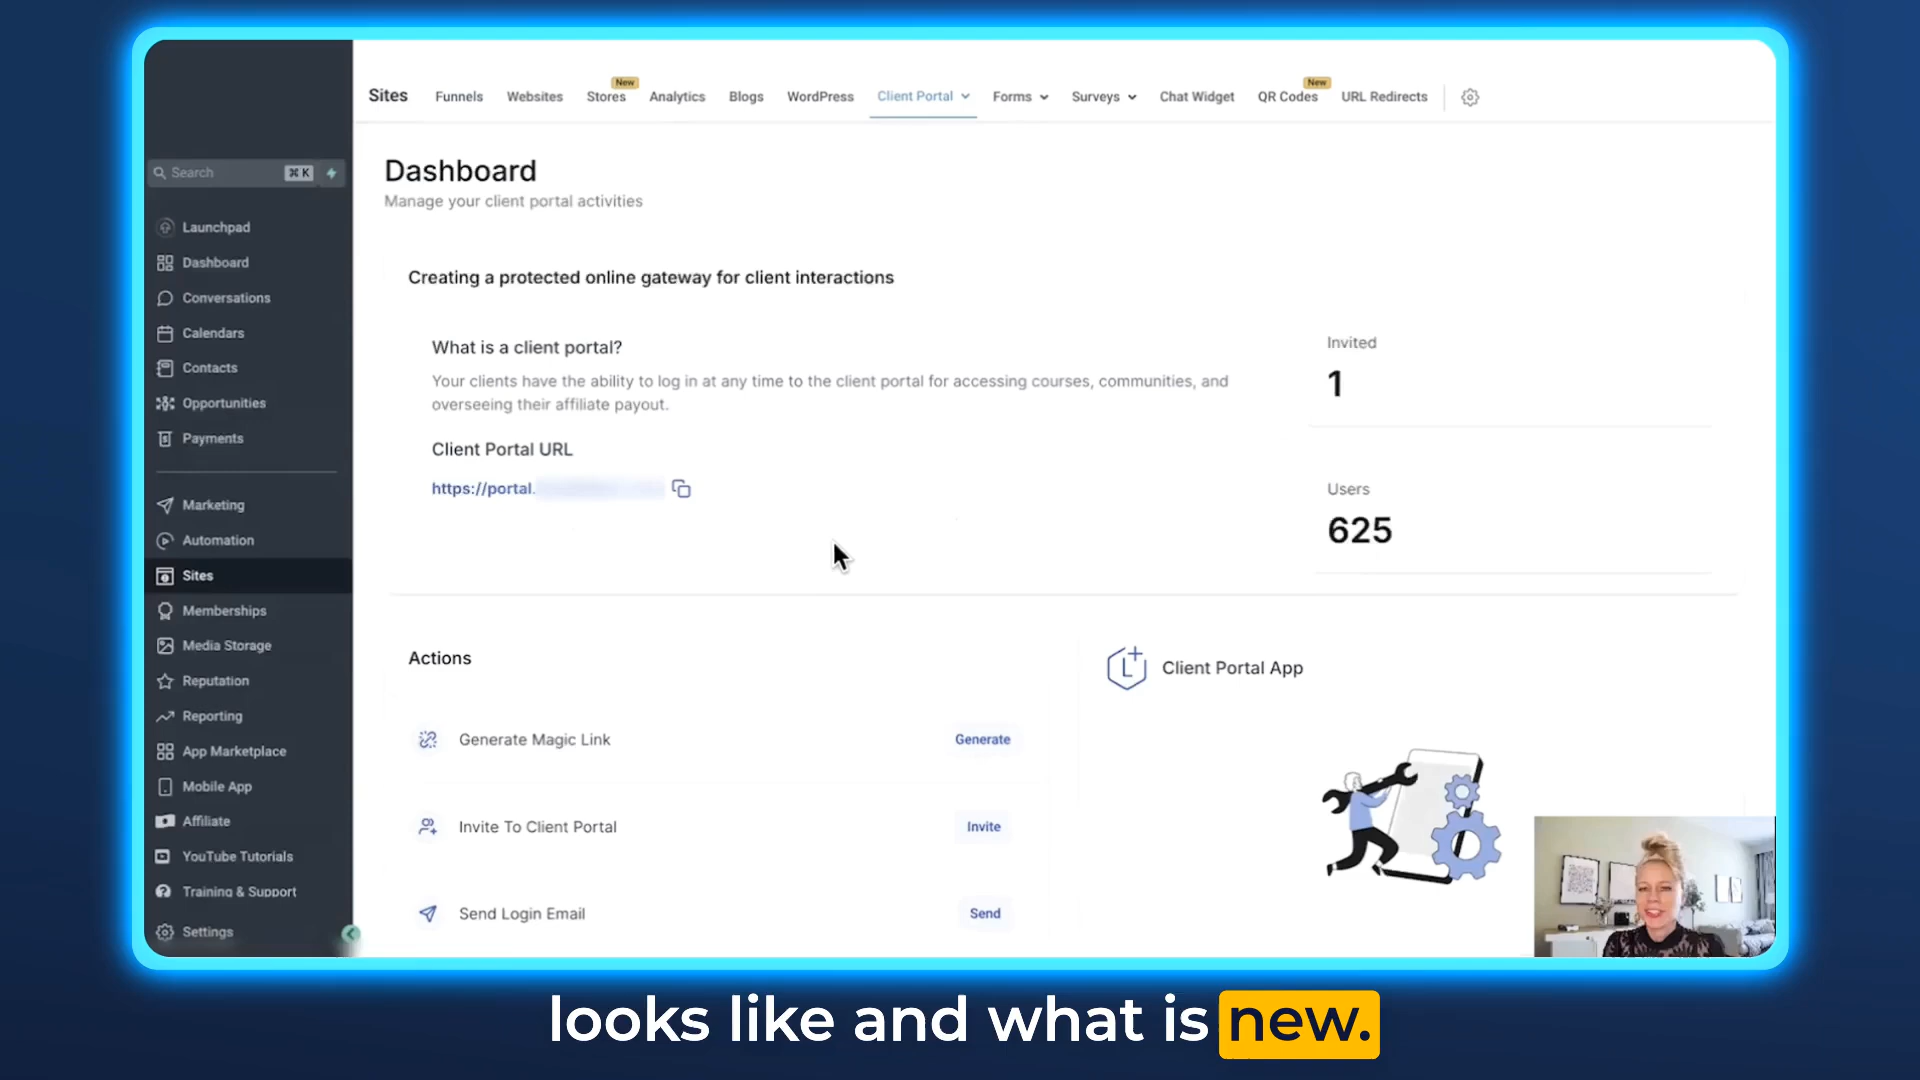 New
New
Sites
Funnels
Websites
Stores
Analytics
Blogs
WordPress
Client Portal
Forms
Surveys
Chat Widget
QR Codes
URL Redirects
Search
⌘ K
Launchpad
Dashboard
Conversations
Calendars
Contacts
Opportunities
Payments
Marketing
Automation
Sites
Memberships
Media Storage
Reputation
Reporting
App Marketplace
Mobile App
Affiliate
YouTube Tutorials
Training & Support
Settings
Dashboard
Manage your client portal activities
Creating a protected online gateway for client interactions
What is a client portal?
Your clients have the ability to log in at any time to the client portal for accessing courses, communities, and
overseeing their affiliate payout.
Client Portal URL
https://portal.
Invited
1
Users
625
Actions
Generate Magic Link
Generate
Invite To Client Portal
Invite
Send Login Email
Send
Client Portal App
looks like and what is new.